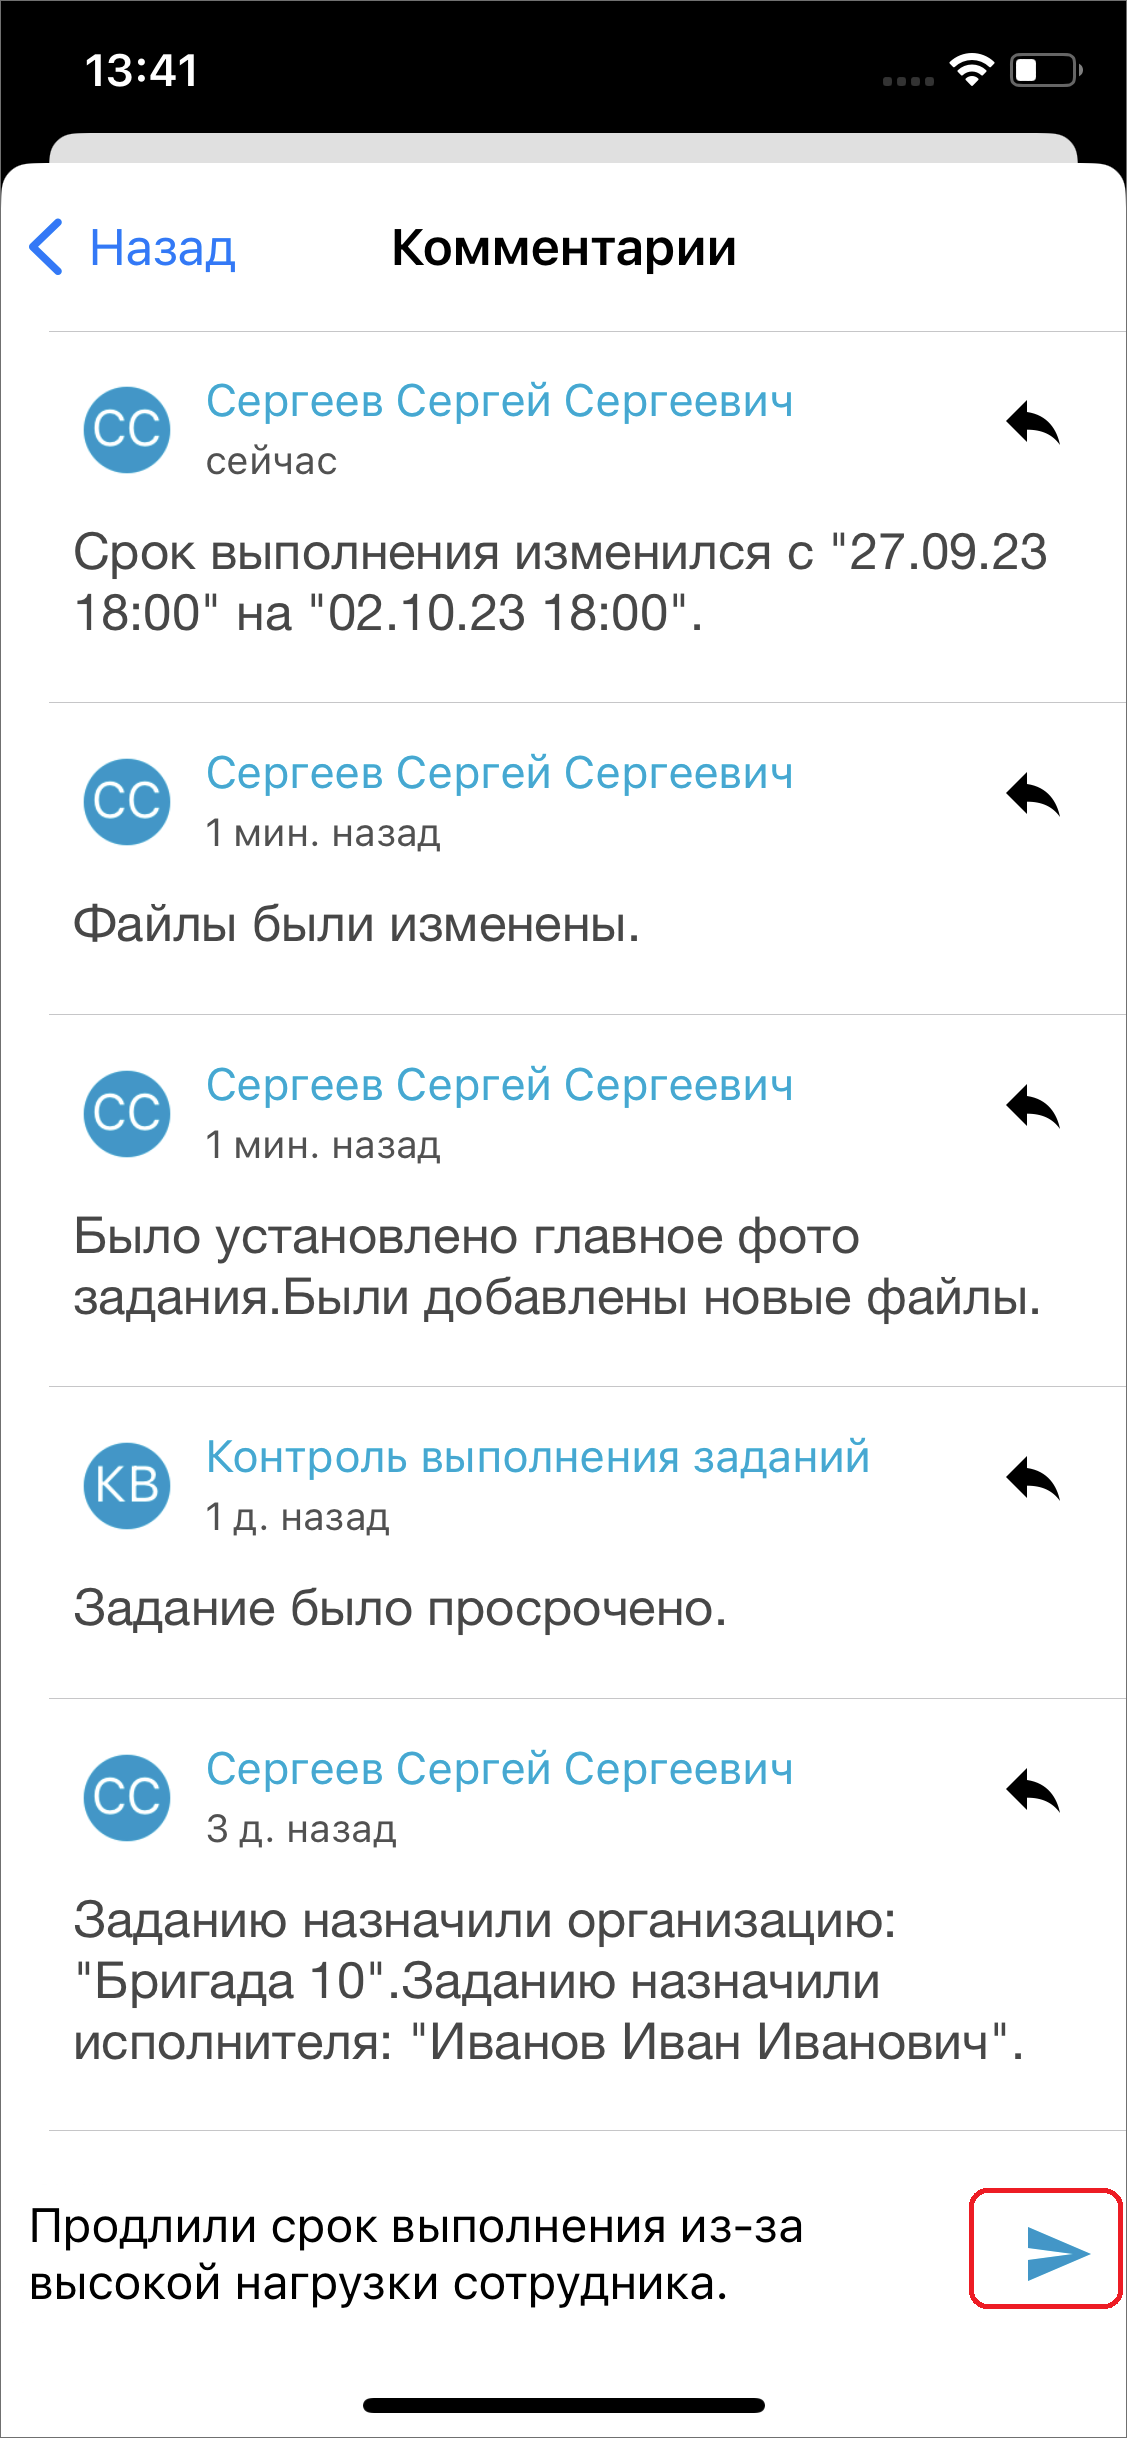 13:41
Назад
Комментарии
СС
Сергеев Сергей Сергеевич
сейчас
Срок выполнения изменился с "27.09.23
18:00" на "02.10.23 18:00".
СС
Сергеев Сергей Сергеевич
1 мин. назад
Файлы были изменены.
СС
Сергеев Сергей Сергеевич
1 мин. назад
Было установлено главное фото
задания.Были добавлены новые файлы.
КВ
Контроль выполнения заданий
1 д. назад
Задание было просрочено.
СС
Сергеев Сергей Сергеевич
3 д. назад
Заданию назначили организацию:
"Бригада 10".Заданию назначили
исполнителя: "Иванов Иван Иванович".
Продлили срок выполнения из-за
высокой нагрузки сотрудника.